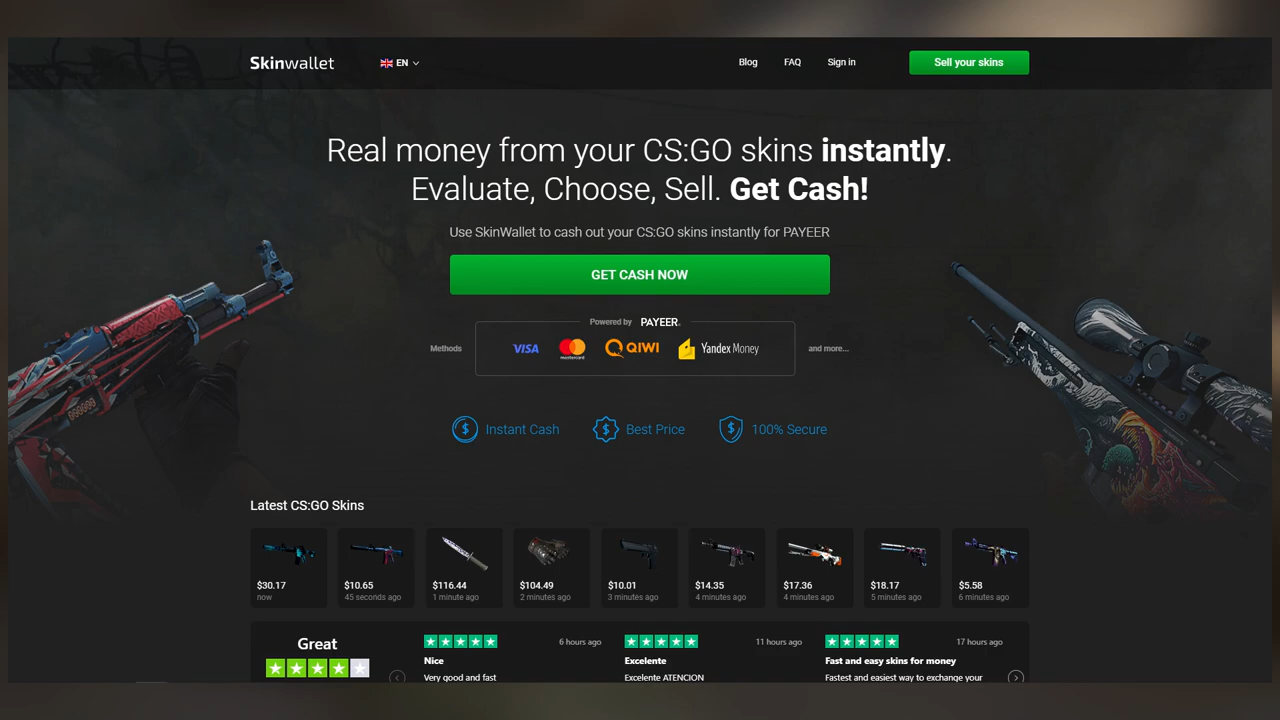 Skinwallet
EN
Blog
FAQ
Sign in
Sell your skins
Real money from your CS:GO skins instantly.
Evaluate, Choose, Sell. Get Cash!
Use SkinWallet to cash out your CS:GO skins instantly for PAYEER
GET CASH NOW
Powered by PAYEER.
Methods
VISA
mastercard
QIWI
Yandex Money
and more...
Instant Cash
Best Price
100% Secure
Latest CS:GO Skins
$30.17
now
$10.65
45 seconds ago
$116.44
1 minute ago
$104.49
2 minutes ago
$10.01
3 minutes ago
$14.35
4 minutes ago
$17.36
4 minutes ago
$18.17
5 minutes ago
$5.58
6 minutes ago
Great
6 hours ago
Nice
Very good and fast
11 hours ago
Excelente
Excelente ATENCION
17 hours ago
Fast and easy skins for money
Fastest and easiest way to exchange your